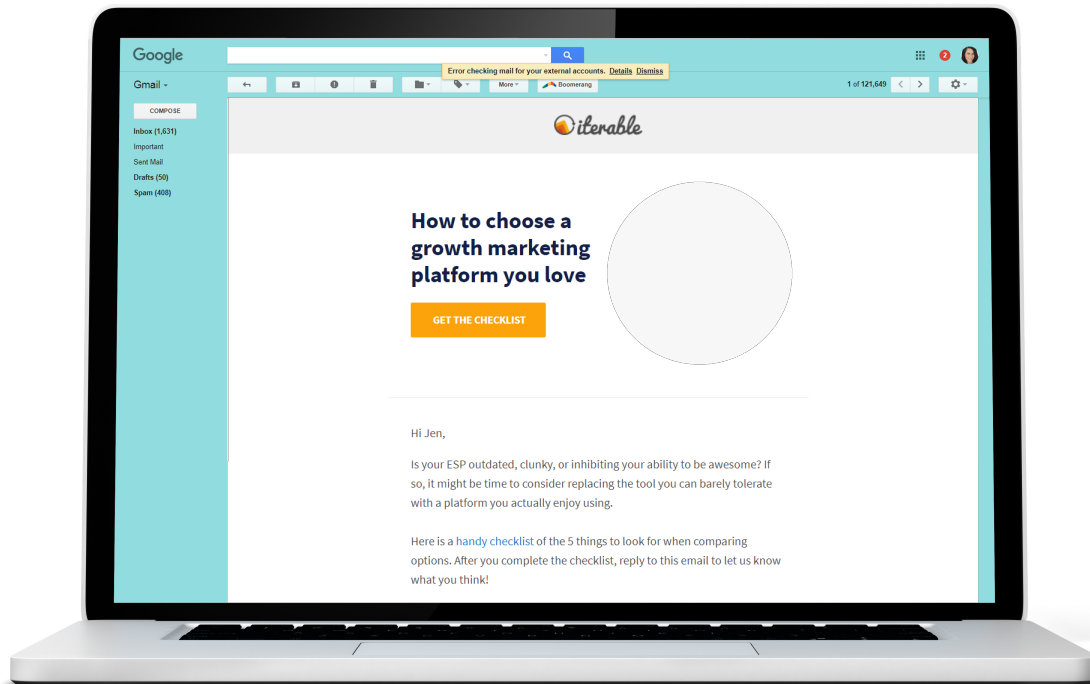 Google
2
Error checking mail for your external accounts. Details Dismiss
Gmail
More
Boomerang
1 of 121,649
COMPOSE
Inbox (1,631)
Important
Sent Mail
Drafts (50)
Spam (408)
iterable
How to choose a
growth marketing
platform you love
GET THE CHECKLIST
Hi Jen,
Is your ESP outdated, clunky, or inhibiting your ability to be awesome? If
so, it might be time to consider replacing the tool you can barely tolerate
with a platform you actually enjoy using.
Here is a handy checklist of the 5 things to look for when comparing
options. After you complete the checklist, reply to this email to let us know
what you think!